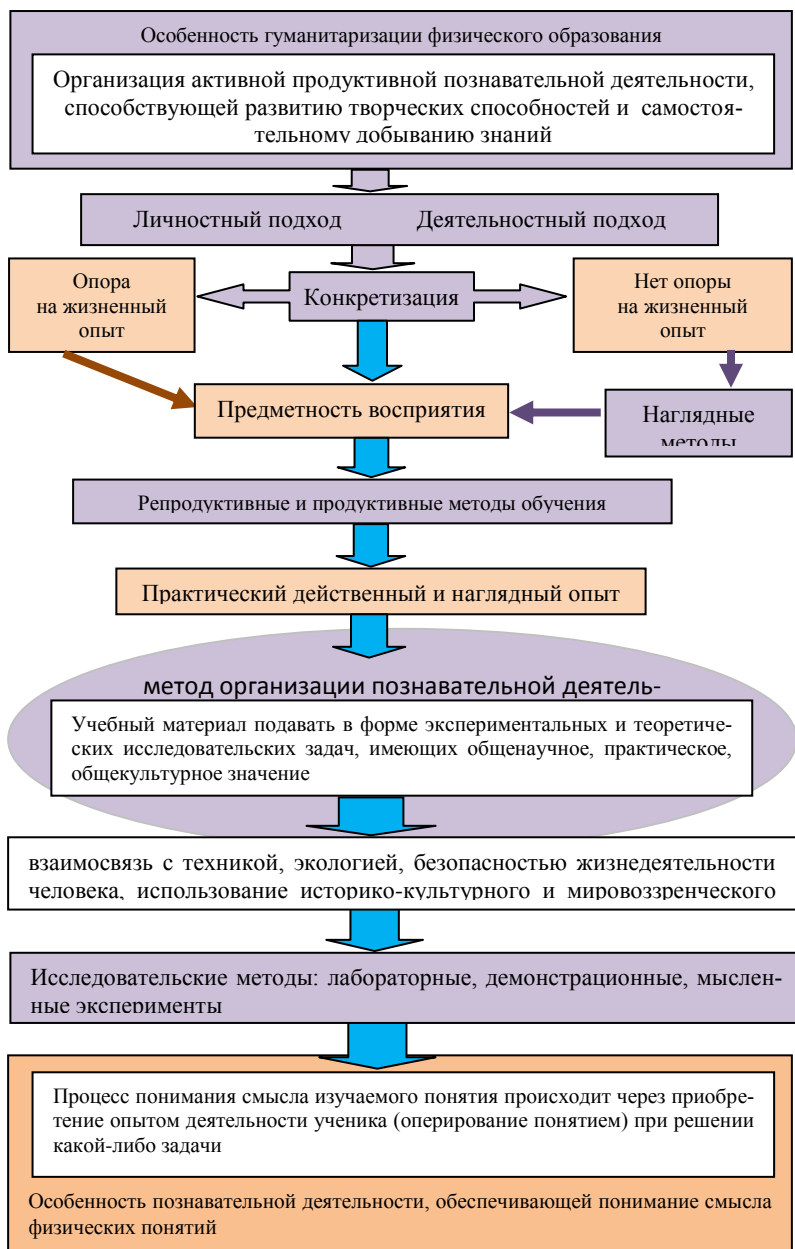 Особенность гуманитаризации физического образования
Организация активной продуктивной познавательной деятельности,
способствующей развитию творческих способностей и самостоя-
тельному добыванию знаний
Личностный подход Деятельностный подход
Опора
на жизненный
опыт
Конкретизация
Нет опоры
на жизненный
опыт
Предметность восприятия
Наглядные
методы
Репродуктивные и продуктивные методы обучения
Практический действенный и наглядный опыт
метод организации познавательной деятель-
Учебный материал подавать в форме экспериментальных и теоретиче-
ских исследовательских задач, имеющих общенаучное, практическое,
общекультурное значение
взаимосвязь с техникой, экологией, безопасностью жизнедеятельности
человека, использование историко-культурного и мировоззренческого
Исследовательские методы: лабораторные, демонстрационные, мыслен-
ные эксперименты
Процесс понимания смысла изучаемого понятия происходит через приобре-
тение опытом деятельности ученика (оперирование понятием) при решении
какой-либо задачи
Особенность познавательной деятельности, обеспечивающей понимание смысла
физических понятий